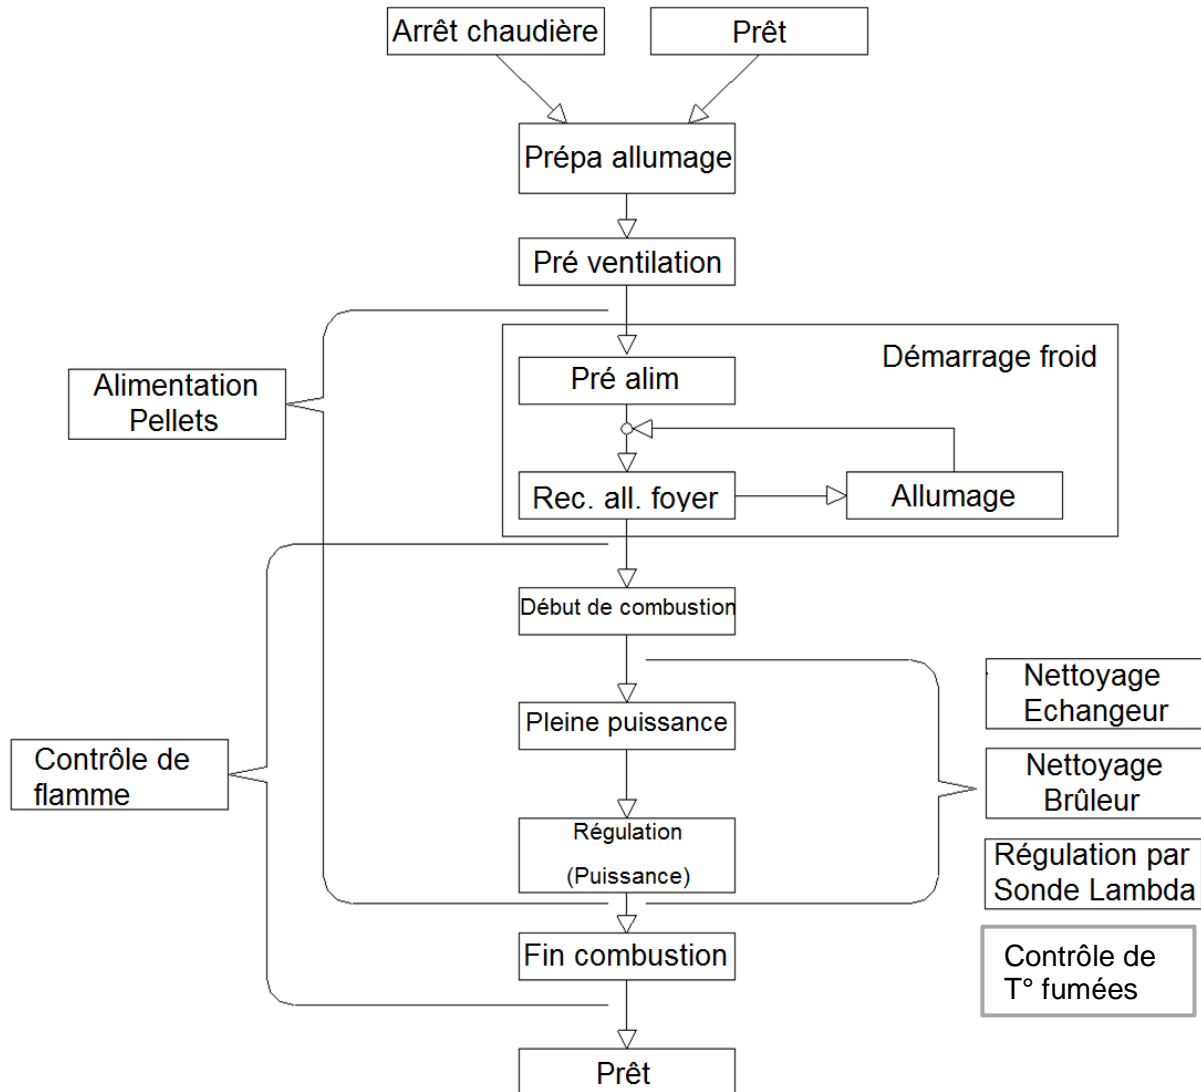 Arrêt chaudière
Prêt
Prépa allumage
Pré ventilation
Démarrage froid
Pré alim
Alimentation
Pellets
Rec. all. foyer
Allumage
Début de combustion
Nettoyage
Echangeur
Pleine puissance
Contrôle de
flamme
Nettoyage
Brûleur
Régulation
(Puissance)
Régulation par
Sonde Lambda
Fin combustion
Contrôle de
T° fumées
Prêt